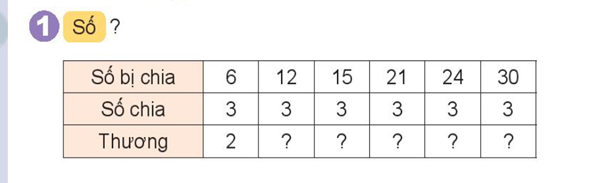 1 Số ?
Số bị chia 6 12 15 21 24 30
Số chia 3 3 3 3 3 3
Thương 2 ? ? ? ? ?